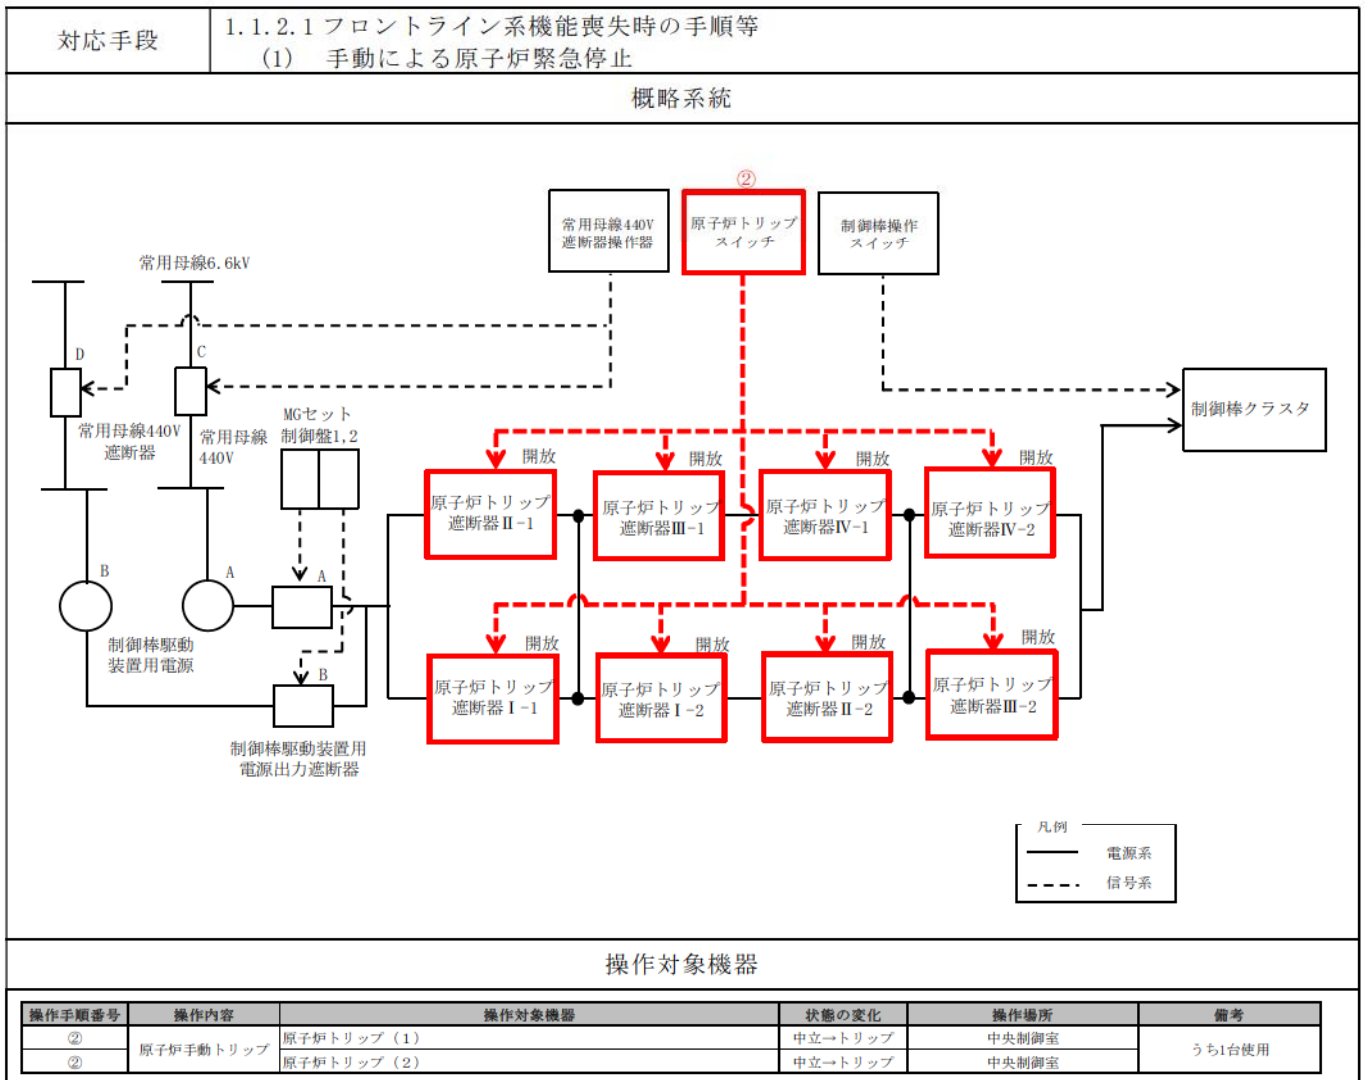 対応手段
1.1.2.1フロントライン系機能喪失時の手順等
(1) 手動による原子炉緊急停止
概略系統
②
常用母線440V
遮断器操作器
原子炉トリップ
スイッチ
制御棒操作
スイッチ
常用母線6.6kV
D
C
制御棒クラスタ
常用母線440V
遮断器
常用母線
440V
MGセット
制御盤1,2
開放
開放
開放
開放
原子炉トリップ
遮断器Ⅱ-1
原子炉トリップ
遮断器Ⅲ-1
原子炉トリップ
遮断器Ⅳ-1
原子炉トリップ
遮断器Ⅳ-2
B
A
A
制御棒駆動
装置用電源
B
開放
開放
開放
開放
原子炉トリップ
遮断器Ⅰ-1
原子炉トリップ
遮断器Ⅰ-2
原子炉トリップ
遮断器Ⅱ-2
原子炉トリップ
遮断器Ⅲ-2
制御棒駆動装置用
電源出力遮断器
凡例
電源系
信号系
操作対象機器
操作手順番号 操作内容 操作対象機器 状態の変化 操作場所 備考
② 原子炉手動トリップ 原子炉トリップ（1） 中立→トリップ 中央制御室 うち1台使用
② 原子炉トリップ（2） 中立→トリップ 中央制御室